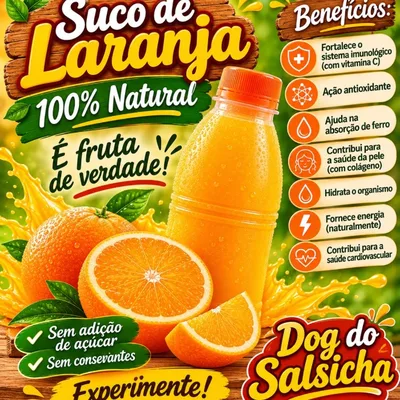 Suco de
Laranja
100% Natural
É fruta
de verdade!
Sem adição
de açúcar
Sem conservantes
Experimente!
Benefícios:
Fortalece o
sistema imunológico
(com vitamina C)
Ação antioxidante
Ajuda na
absorção de ferro
Contribui para
a saúde da pele
(com colágeno)
Hidrata o organismo
Fornece energia
(naturalmente)
Contribui para a
saúde cardiovascular
Dog do
Salsicha